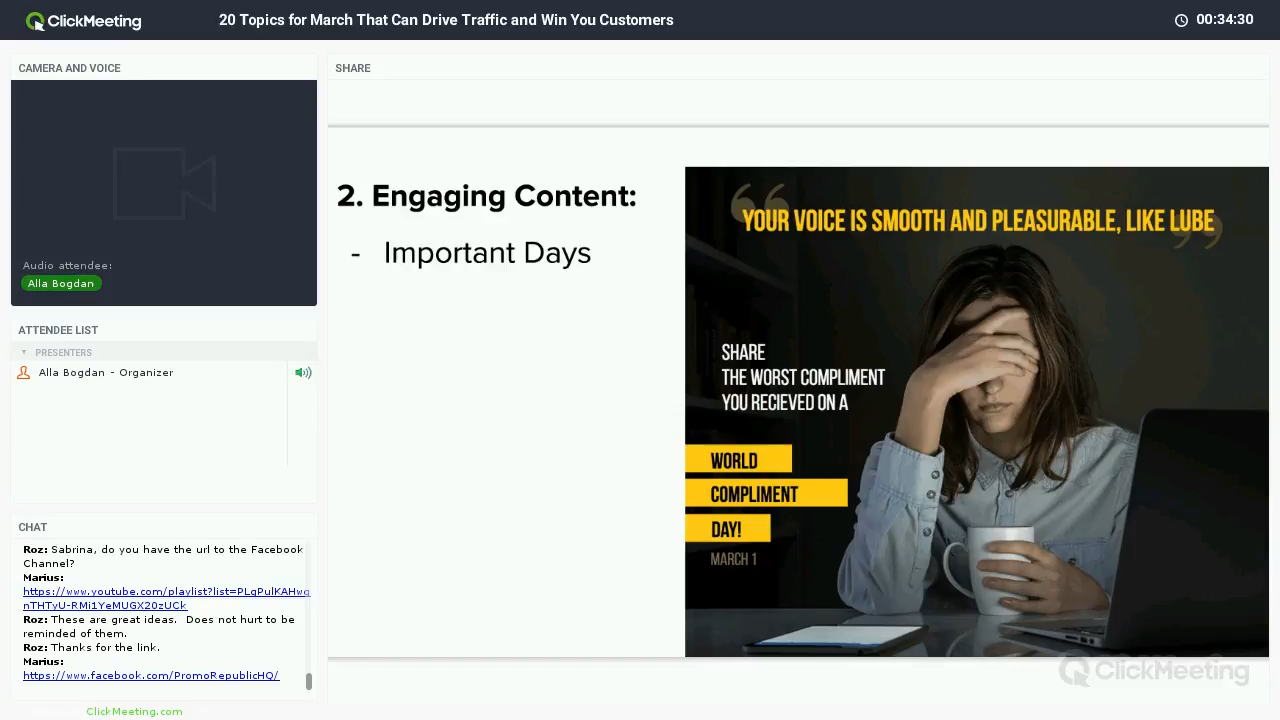 ClickMeeting
20 Topics for March That Can Drive Traffic and Win You Customers
00:34:30
CAMERA AND VOICE
Audio attendee:
Alla Bogdan
ATTENDEE LIST
PRESENTERS
Alla Bogdan - Organizer
CHAT
Roz: Sabrina, do you have the url to the Facebook
Channel?
Marius:
https://www.youtube.com/playlist?list=PLgPulKAHwq
nTHTyU-RMi1YeMUGX20zUCk
Roz: These are great ideas. Does not hurt to be
reminded of them.
Roz: Thanks for the link.
Marius:
https://www.facebook.com/PromoRepublicHQ/
ClickMeeting.com
SHARE
2. Engaging Content:
- Important Days
“ YOUR VOICE IS SMOOTH AND PLEASURABLE, LIKE LUBE ”
SHARE
THE WORST COMPLIMENT
YOU RECIEVED ON A
WORLD
COMPLIMENT
DAY!
MARCH 1
ClickMeeting